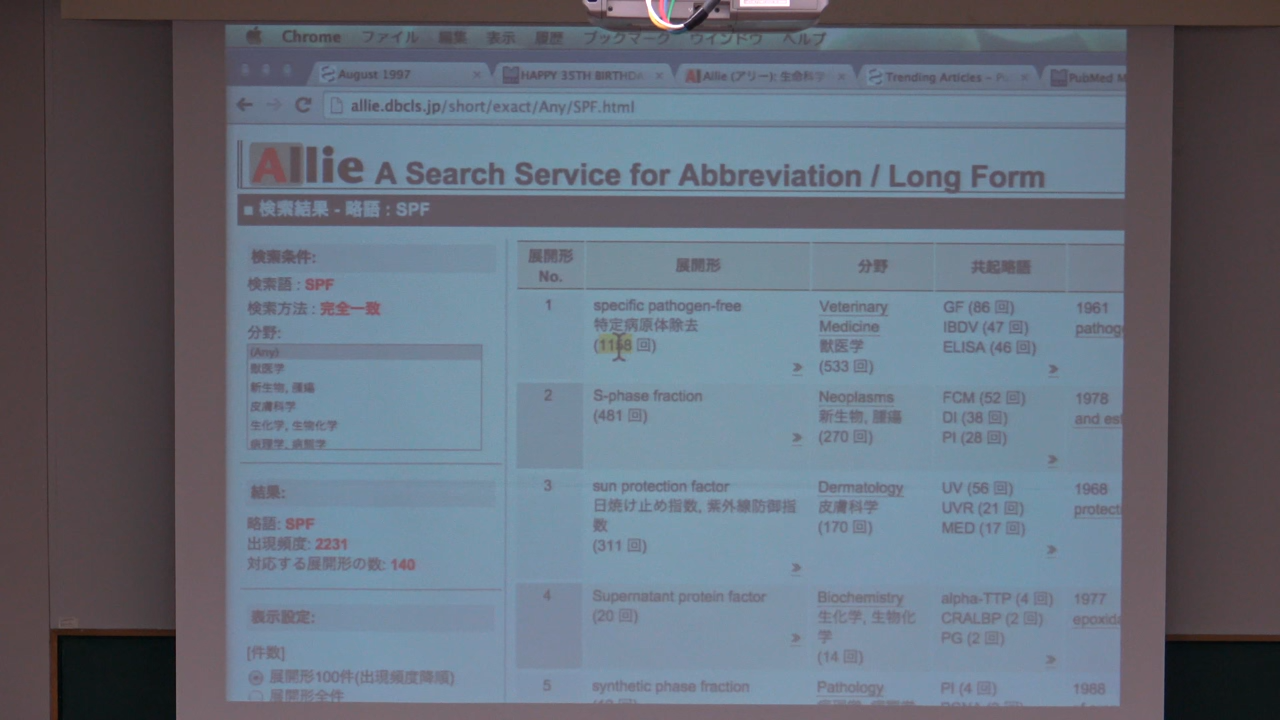 Chrome ファイル 編集 表示 履歴 ブックマーク ウインドウ ヘルプ
August 1997
HAPPY 35TH BIRTHDA
Allie (アリー): 生命科学
Trending Articles – Pu
PubMed M
allie.dbcls.jp/short/exact/Any/SPF.html
Allie A Search Service for Abbreviation / Long Form
■ 検索結果 - 略語 : SPF
検索条件:
検索語 : SPF
検索方法 : 完全一致
分野:
(Any)
獣医学
新生物, 腫瘍
皮膚科学
生化学, 生物化学
病理学, 病態学
結果:
略語: SPF
出現頻度: 2231
対応する展開形の数: 140
表示設定:
[件数]
展開形100件(出現頻度降順)
展開形全件
展開形 No.
展開形
分野
共起略語
1
specific pathogen-free
特定病原体除去
(1158 回)
»
Veterinary
Medicine
獣医学
(533 回)
GF (86 回)
IBDV (47 回)
ELISA (46 回)
»
1961
pathog
2
S-phase fraction
(481 回)
»
Neoplasms
新生物, 腫瘍
(270 回)
FCM (52 回)
DI (38 回)
PI (28 回)
»
1978
and est
3
sun protection factor
日焼け止め指数, 紫外線防御指
数
(311 回)
»
Dermatology
皮膚科学
(170 回)
UV (56 回)
UVR (21 回)
MED (17 回)
»
1968
protect
4
Supernatant protein factor
(20 回)
»
Biochemistry
生化学, 生物化
学
(14 回)
alpha-TTP (4 回)
CRALBP (2 回)
PG (2 回)
»
1977
epoxida
5
synthetic phase fraction
Pathology
PI (4 回)
1988